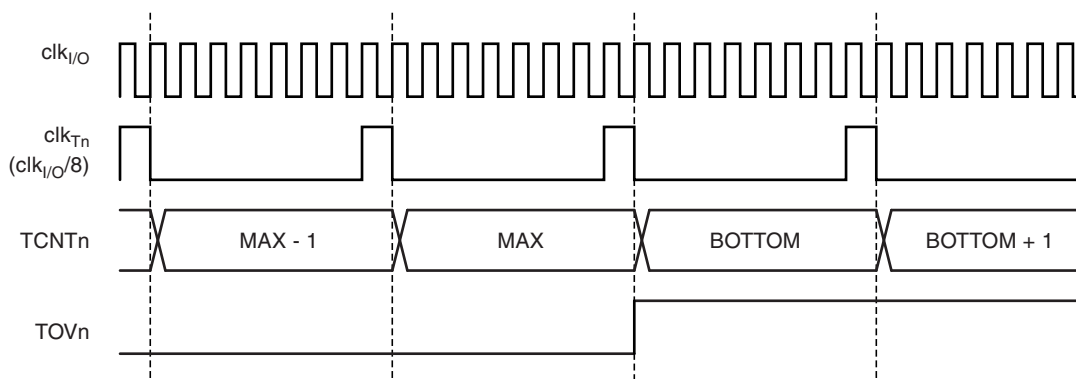 clkI/O
clkTn
(clkI/O/8)
TCNTn
MAX - 1
MAX
BOTTOM
BOTTOM + 1
TOVn